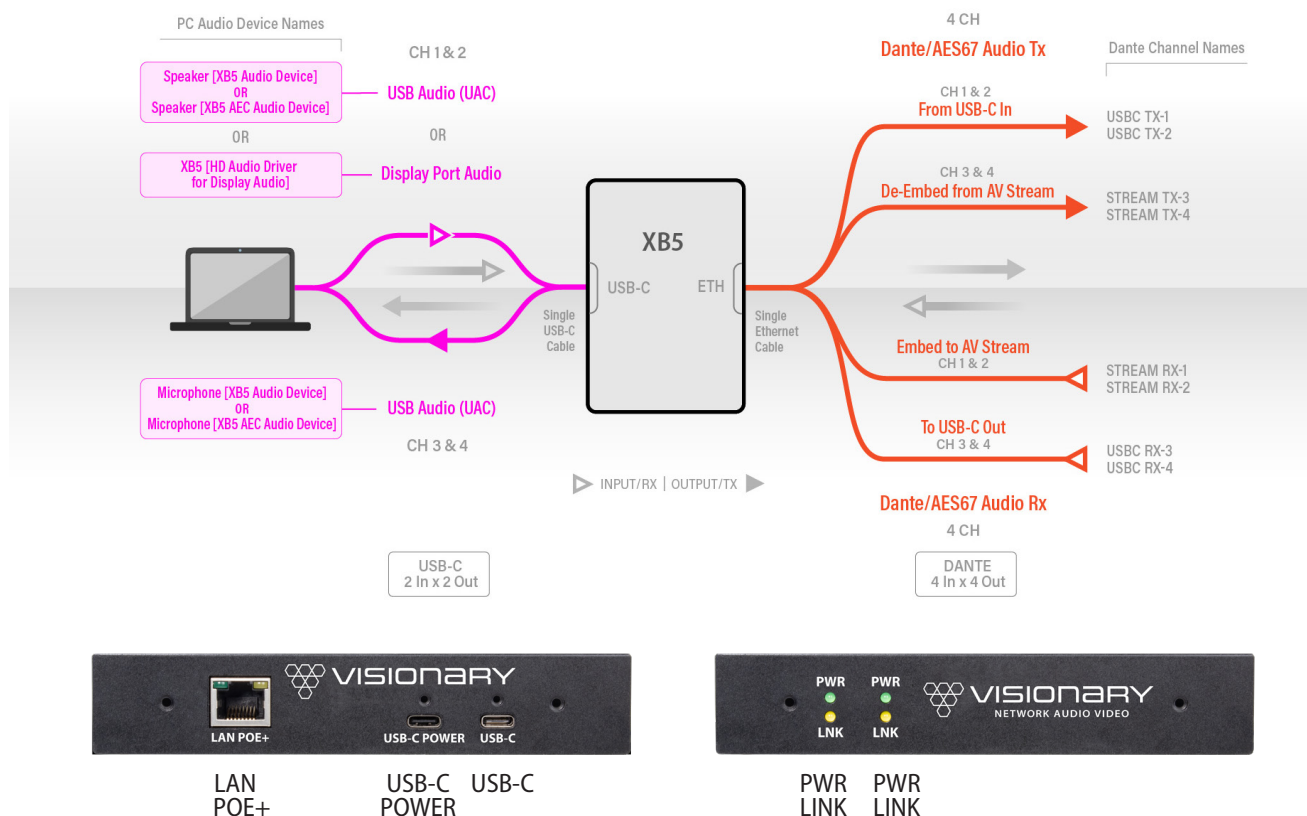 PC Audio Device Names
CH 1 & 2
4 CH
Dante/AES67 Audio Tx
Dante Channel Names
Speaker [XB5 Audio Device]
OR
Speaker [XB5 AEC Audio Device]
USB Audio (UAC)
OR
OR
XB5 [HD Audio Driver
for Display Audio]
Display Port Audio
CH 1 & 2
From USB-C In
USBC TX-1
USBC TX-2
CH 3 & 4
De-Embed from AV Stream
STREAM TX-3
STREAM TX-4
XB5
USB-C
ETH
Single
USB-C
Cable
Single
Ethernet
Cable
Embed to AV Stream
CH 1 & 2
STREAM RX-1
STREAM RX-2
Microphone [XB5 Audio Device]
OR
Microphone [XB5 AEC Audio Device]
USB Audio (UAC)
CH 3 & 4
To USB-C Out
CH 3 & 4
USBC RX-3
USBC RX-4
INPUT/RX | OUTPUT/TX
Dante/AES67 Audio Rx
4 CH
USB-C
2 In x 2 Out
DANTE
4 In x 4 Out
VISIONARY
LAN POE+
USB-C POWER
USB-C
PWR
PWR
LNK
LNK
VISIONARY
NETWORK AUDIO VIDEO
LAN
POE+
USB-C
POWER
USB-C
PWR
LINK
PWR
LINK